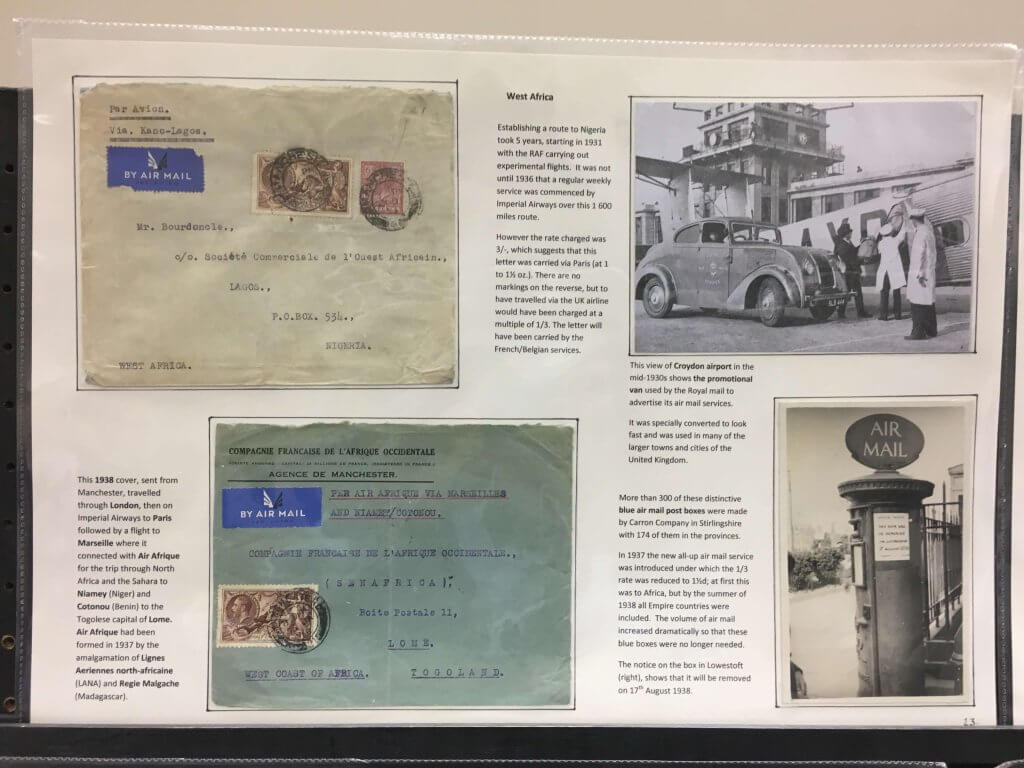 Par Avion.
Via. Kano-Lagos.
BY AIR MAIL
Mr. Bourdoncle.,
c/o. Société Commerciale de l'Ouest Africain.,
LAGOS.,
P.O.BOX. 534.,
NIGERIA.
WEST AFRICA.
West Africa
Establishing a route to Nigeria
took 5 years, starting in 1931
with the RAF carrying out
experimental flights. It was not
until 1936 that a regular weekly
service was commenced by
Imperial Airways over this 1 600
miles route.
However the rate charged was
3/-, which suggests that this
letter was carried via Paris (at 1
to 1½ oz.). There are no
markings on the reverse, but to
have travelled via the UK airline
would have been charged at a
multiple of 1/3. The letter will
have been carried by the
French/Belgian services.
This view of Croydon airport in the
mid-1930s shows the promotional
van used by the Royal mail to
advertise its air mail services.
It was specially converted to look
fast and was used in many of the
larger towns and cities of the
United Kingdom.
This 1938 cover, sent from
Manchester, travelled
through London, then on
Imperial Airways to Paris
followed by a flight to
Marseille where it
connected with Air Afrique
for the trip through North
Africa and the Sahara to
Niamey (Niger) and
Cotonou (Benin) to the
Togolese capital of Lome.
Air Afrique had been
formed in 1937 by the
amalgamation of Lignes
Aeriennes north-africaine
(LANA) and Regie Malgache
(Madagascar).
COMPAGNIE FRANCAISE DE L'AFRIQUE OCCIDENTALE
AGENCE DE MANCHESTER.
BY AIR MAIL
PER AIR AFRIQUE VIA MARSEILLES
AND NIAMEY/COTONOU.
COMPAGNIE FRANCAISE DE L'AFRIQUE OCCIDENTALE.,
(SENAFRICA),
Boite Postale 11,
LOME.
WEST COAST OF AFRICA. TOGOLAND.
More than 300 of these distinctive
blue air mail post boxes were made
by Carron Company in Stirlingshire
with 174 of them in the provinces.
In 1937 the new all-up air mail service
was introduced under which the 1/3
rate was reduced to 1½d; at first this
was to Africa, but by the summer of
1938 all Empire countries were
included. The volume of air mail
increased dramatically so that these
blue boxes were no longer needed.
The notice on the box in Lowestoft
(right), shows that it will be removed
on 17th August 1938.
AIR
MAIL
13